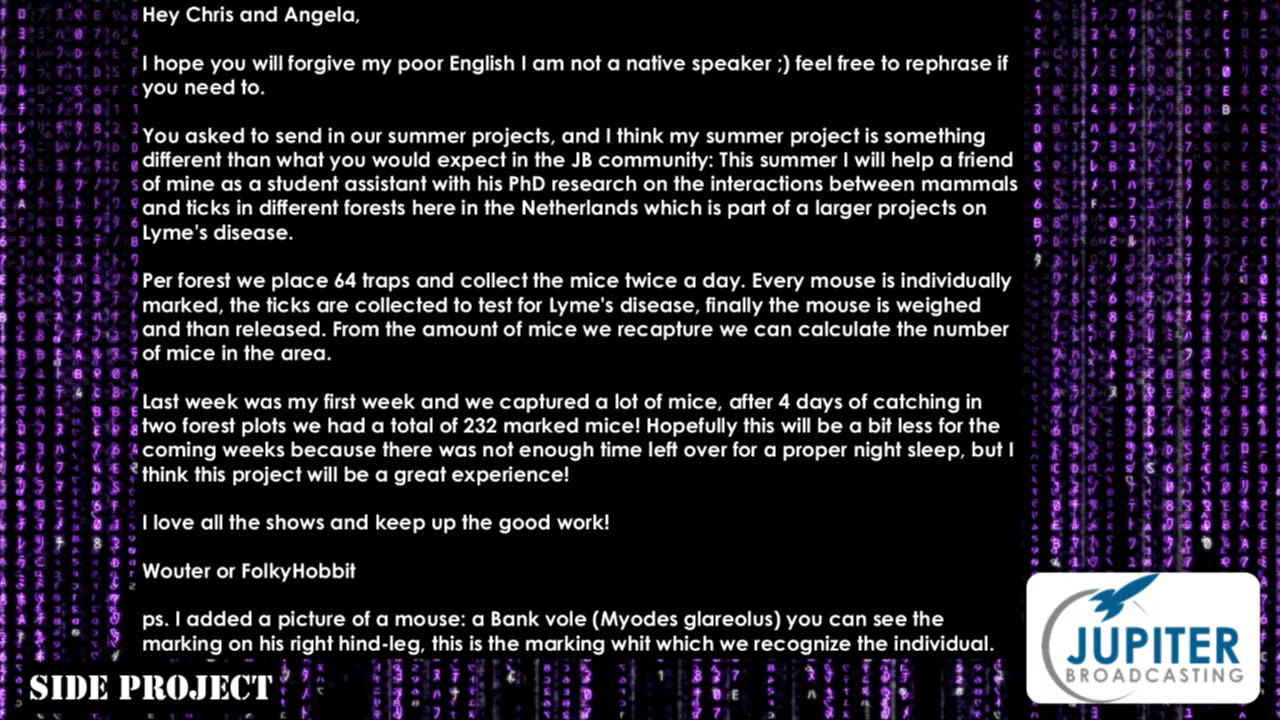 Hey Chris and Angela,
I hope you will forgive my poor English I am not a native speaker ;) feel free to rephrase if
you need to.
You asked to send in our summer projects, and I think my summer project is something
different than what you would expect in the JB community: This summer I will help a friend
of mine as a student assistant with his PhD research on the interactions between mammals
and ticks in different forests here in the Netherlands which is part of a larger projects on
Lyme's disease.
Per forest we place 64 traps and collect the mice twice a day. Every mouse is individually
marked, the ticks are collected to test for Lyme's disease, finally the mouse is weighed
and than released. From the amount of mice we recapture we can calculate the number
of mice in the area.
Last week was my first week and we captured a lot of mice, after 4 days of catching in
two forest plots we had a total of 232 marked mice! Hopefully this will be a bit less for the
coming weeks because there was not enough time left over for a proper night sleep, but I
think this project will be a great experience!
I love all the shows and keep up the good work!
Wouter or FolkyHobbit
ps. I added a picture of a mouse: a Bank vole (Myodes glareolus) you can see the
marking on his right hind-leg, this is the marking whit which we recognize the individual.
SIDE PROJECT
JUPITER
BROADCASTING